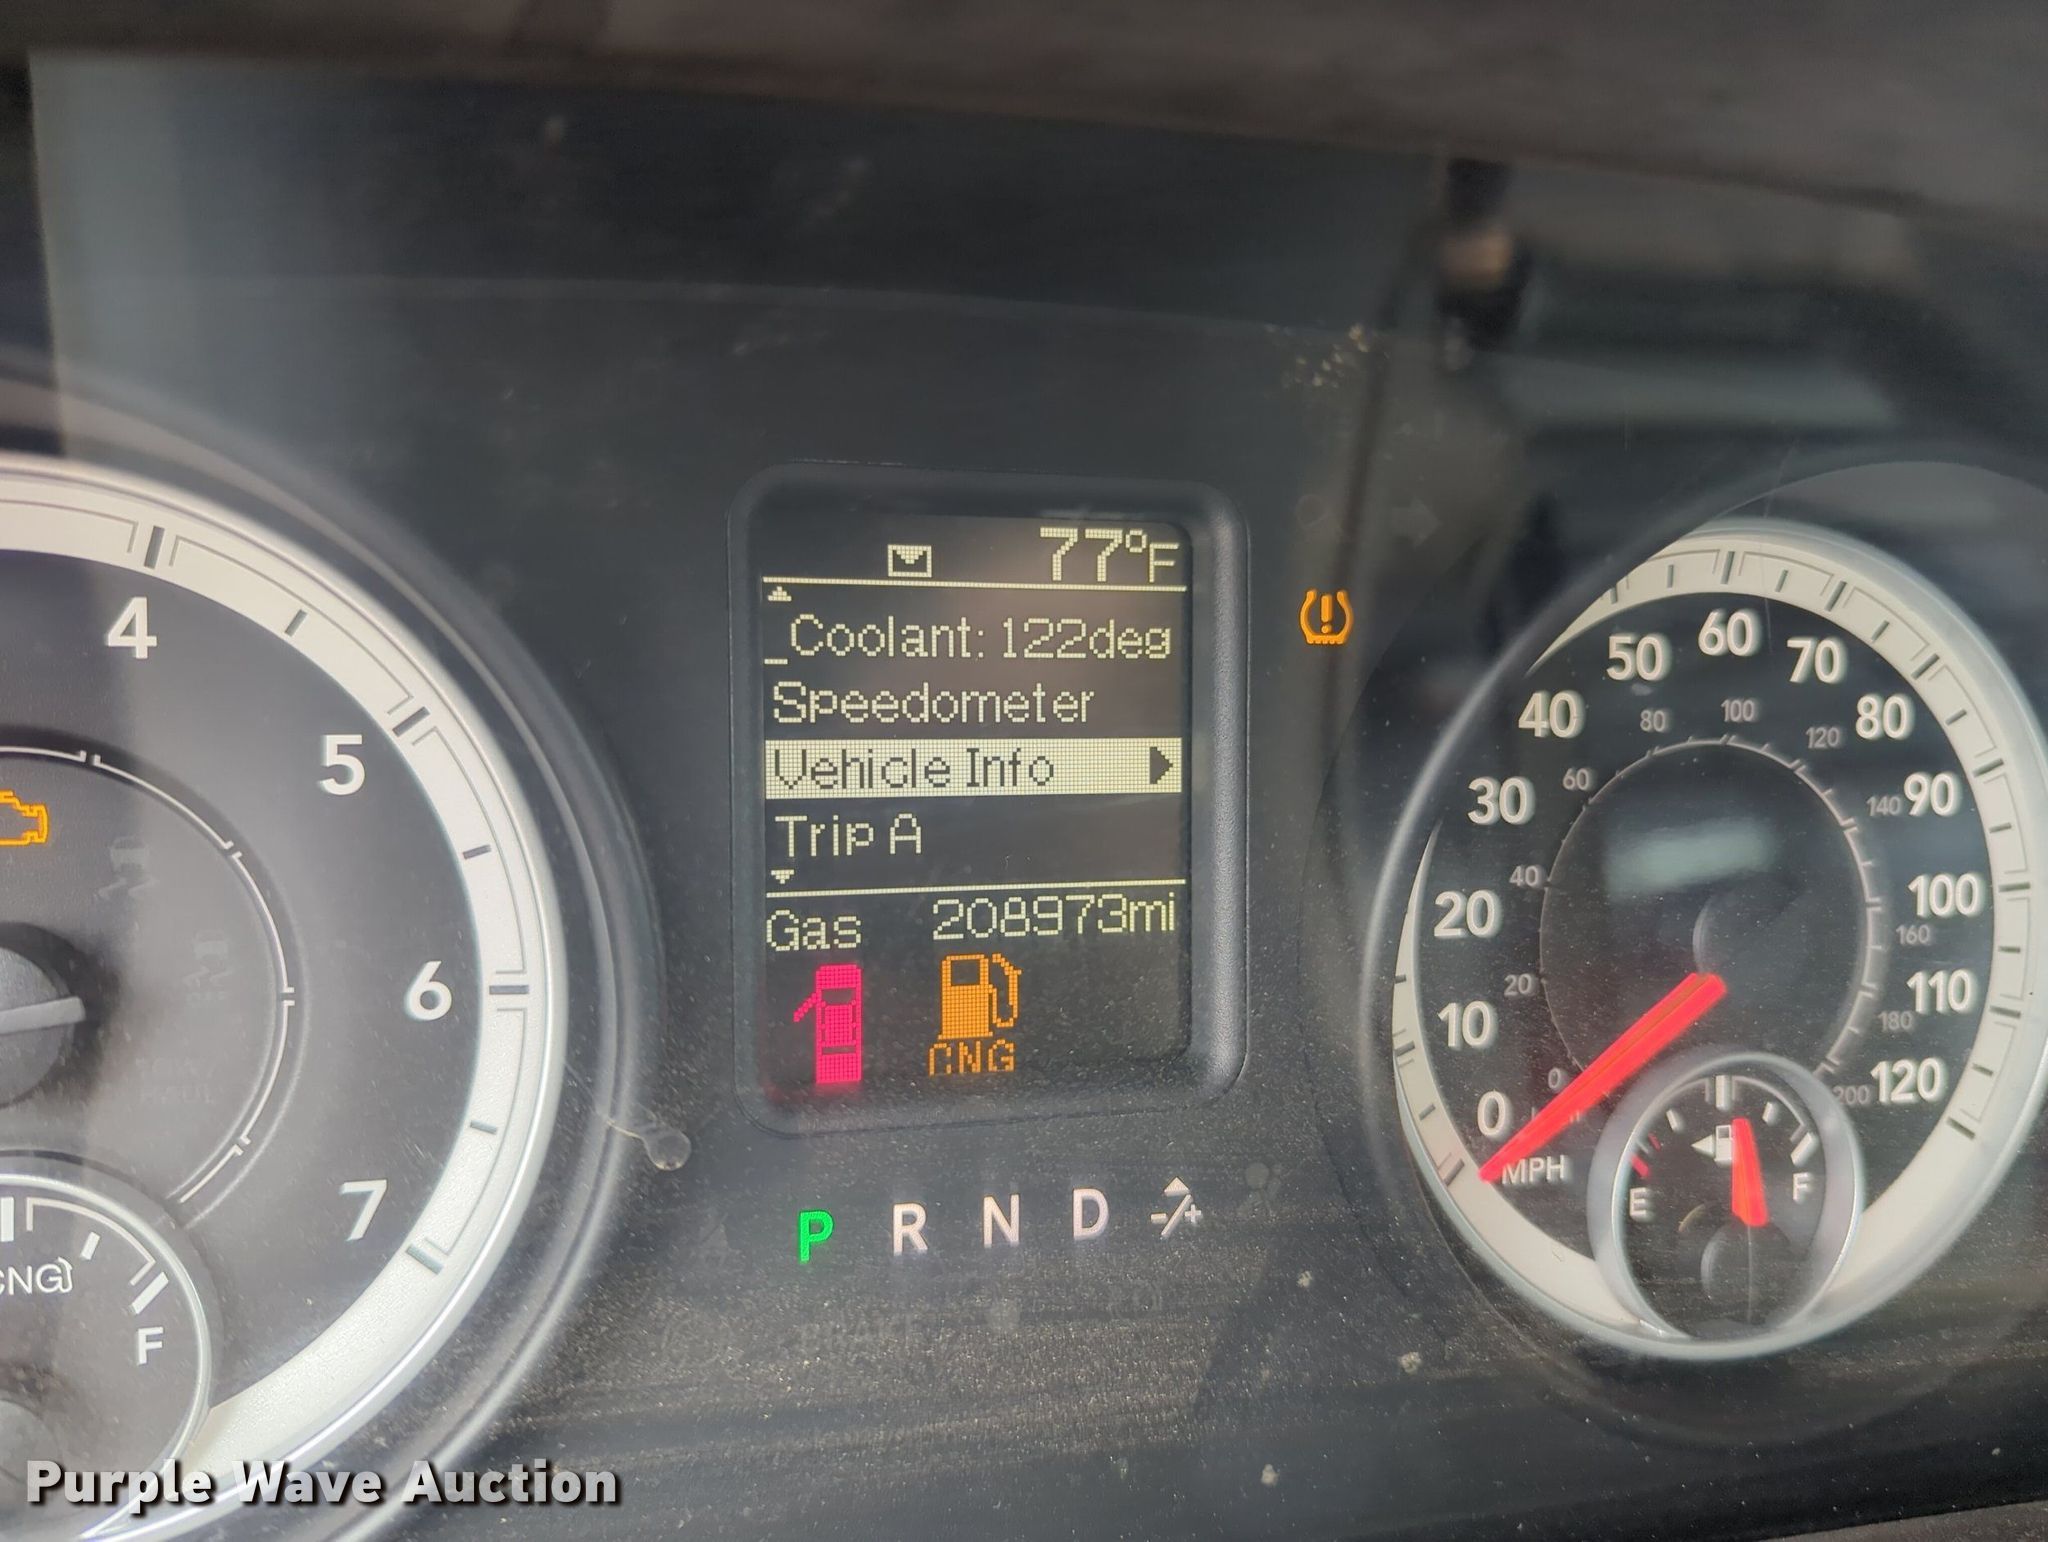 77°F
_Coolant: 122deg
Speedometer
Vehicle Info
Trip A
Gas 208973mi
CNG
P R N D
4
5
6
7
CNG
F
0
10
20
30
40
50
60
70
80
90
100
110
120
MPH
0
20
40
60
80
100
120
140
160
180
200
E
F
BRAKE
Purple Wave Auction